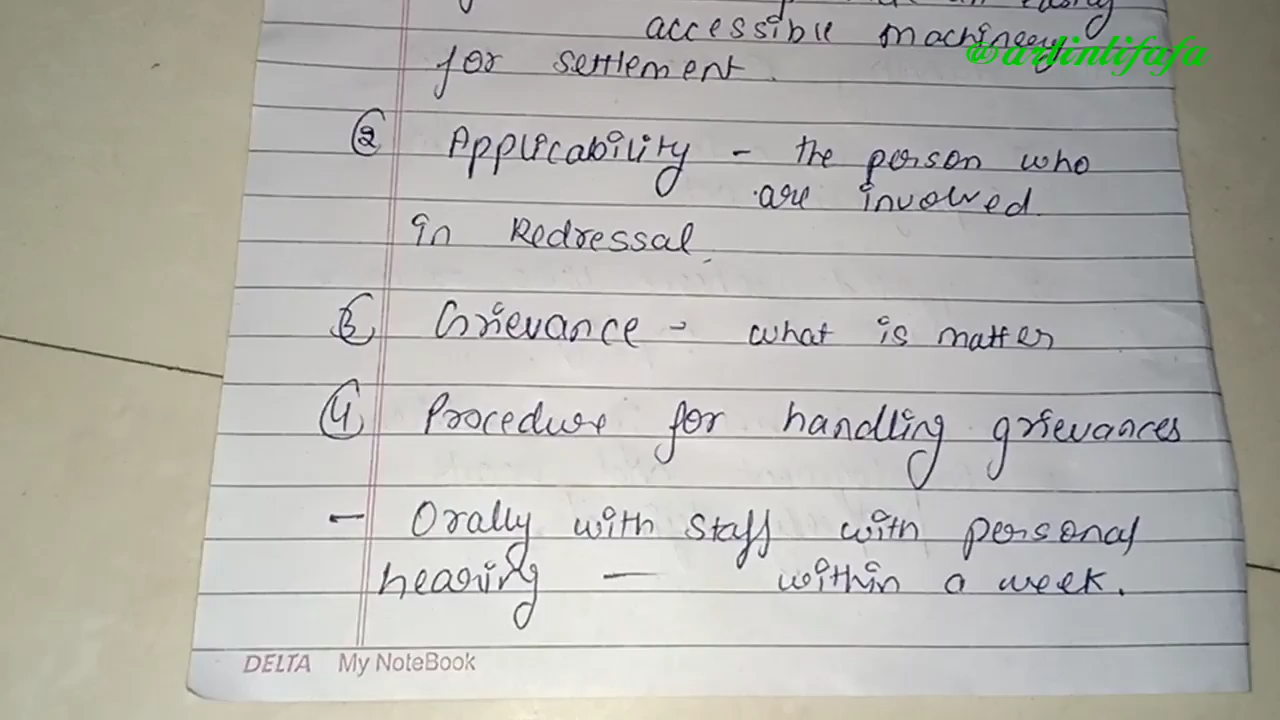 accessible machinery
@artinlifafa
for settlement.
② Applicability - the person who
are involved
in Redressal.
③ Grievance - what is matter
④ Procedure for handling grievances
- Orally with staff with personal
hearing — within a week.
DELTA My NoteBook